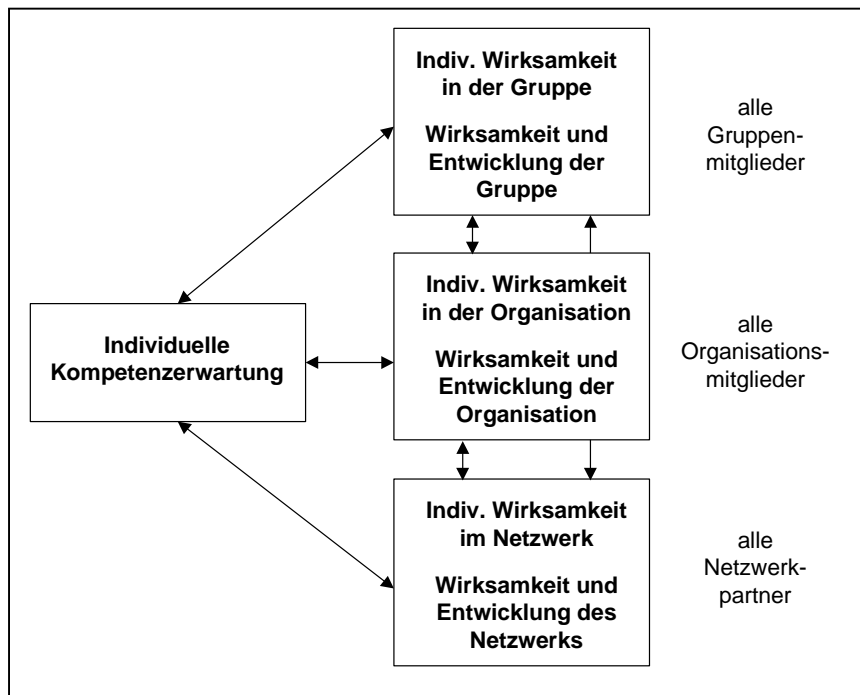 Indiv. Wirksamkeit
in der Gruppe
Wirksamkeit und
Entwicklung der
Gruppe
alle
Gruppen-
mitglieder
Individuelle
Kompetenzerwartung
Indiv. Wirksamkeit
in der Organisation
Wirksamkeit und
Entwicklung der
Organisation
alle
Organisations-
mitglieder
Indiv. Wirksamkeit
im Netzwerk
Wirksamkeit und
Entwicklung des
Netzwerks
alle
Netzwerk-
partner